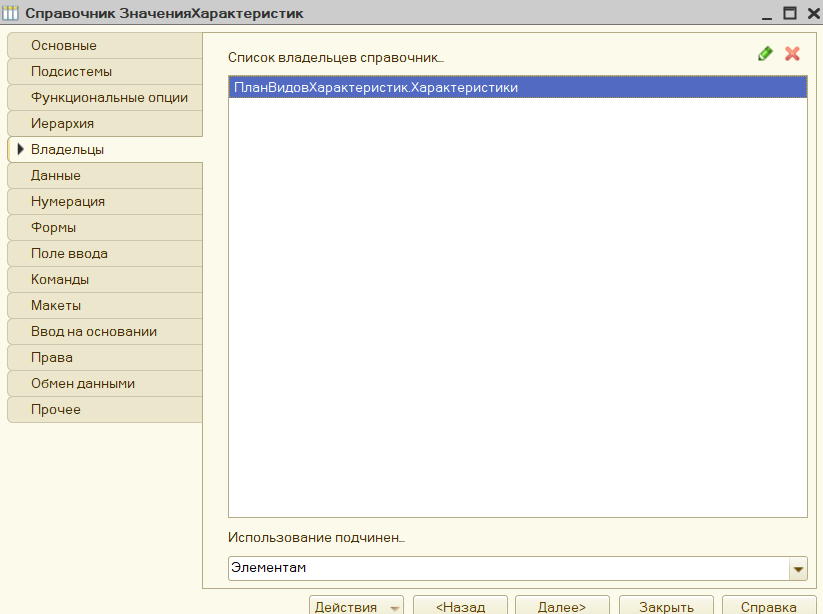 Справочник ЗначенияХарактеристик
Основные
Подсистемы
Функциональные опции
Иерархия
Владельцы
Данные
Нумерация
Формы
Поле ввода
Команды
Макеты
Ввод на основании
Права
Обмен данными
Прочее
Список владельцев справочник...
ПланВидовХарактеристик.Характеристики
Использование подчинен...
Элементам
Действия
<Назад
Далее>
Закрыть
Справка